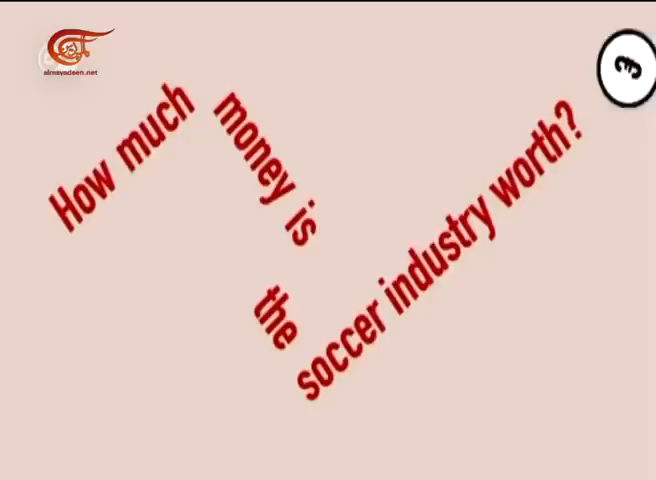 almayadeen.net
How much
money is
the
soccer industry worth?